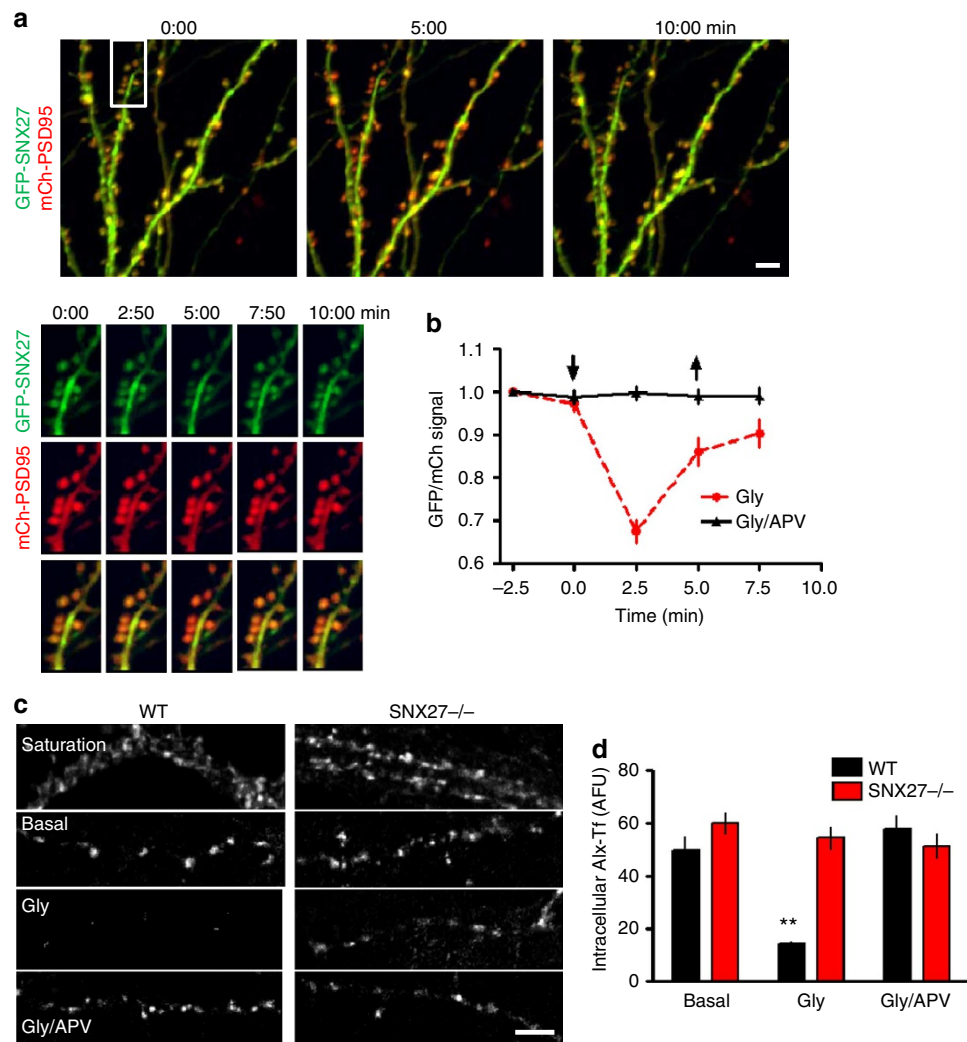 a
0:00
5:00
10:00 min
GFP-SNX27
mCh-PSD95
0:00
2:50
5:00
7:50
10:00 min
GFP-SNX27
mCh-PSD95
b
1.1
1.0
0.9
0.8
0.7
0.6
GFP/mCh signal
Gly
Gly/APV
–2.5
0.0
2.5
5.0
7.5
10.0
Time (min)
c
WT
SNX27–/–
Saturation
Basal
Gly
Gly/APV
d
WT
SNX27–/–
80
60
40
20
0
Intracellular Alx-Tf (AFU)
**
Basal
Gly
Gly/APV